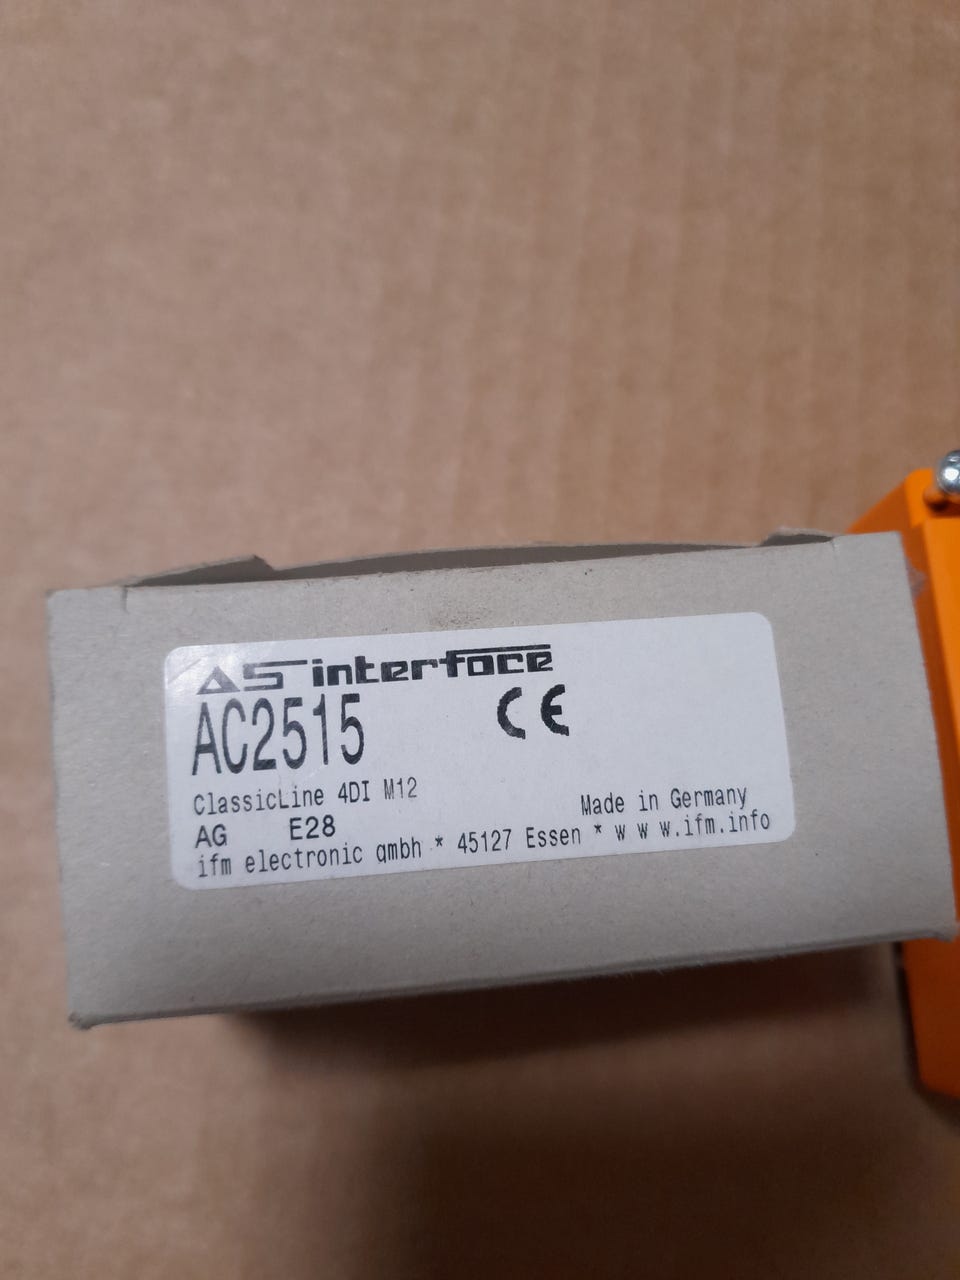 AS interface
AC2515
CE
ClassicLine 4DI M12
Made in Germany
AG E28
ifm electronic gmbh * 45127 Essen * w w w.ifm.info